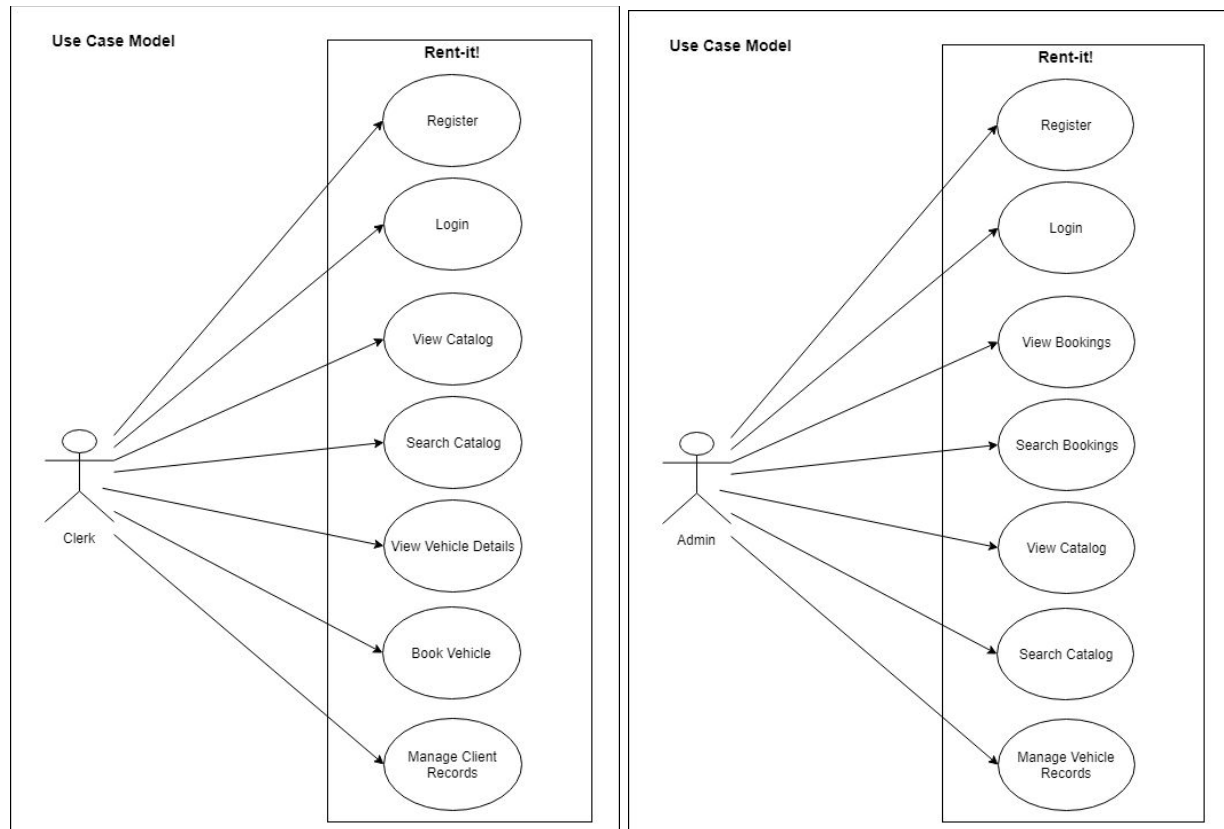 Use Case Model
Rent-it!
Register
Login
View Catalog
Search Catalog
View Vehicle Details
Book Vehicle
Manage Client
Records
Clerk
Use Case Model
Rent-it!
Register
Login
View Bookings
Search Bookings
View Catalog
Search Catalog
Manage Vehicle
Records
Admin